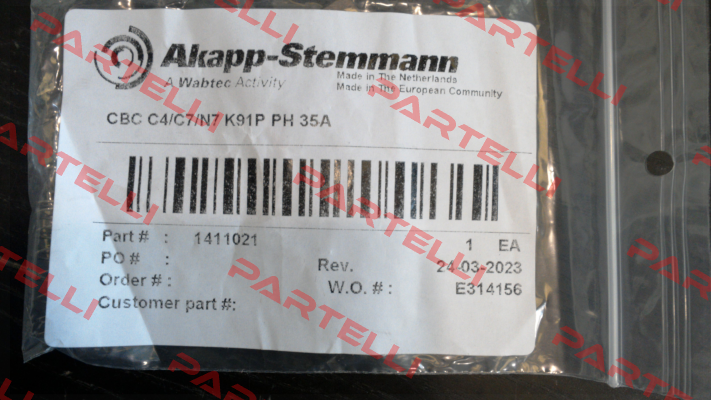 Akapp-Stemmann
A Wabtec Activity
Made in The Netherlands
Made in The European Community
CBC C4/C7/N7 K91P PH 35A
Part # : 1411021 1 EA
PO # : Rev. 24-03-2023
Order # : W.O. # : E314156
Customer part #:
PARTELLI
PARTELLI
PARTELLI
PARTELLI
PARTELLI
PARTELLI